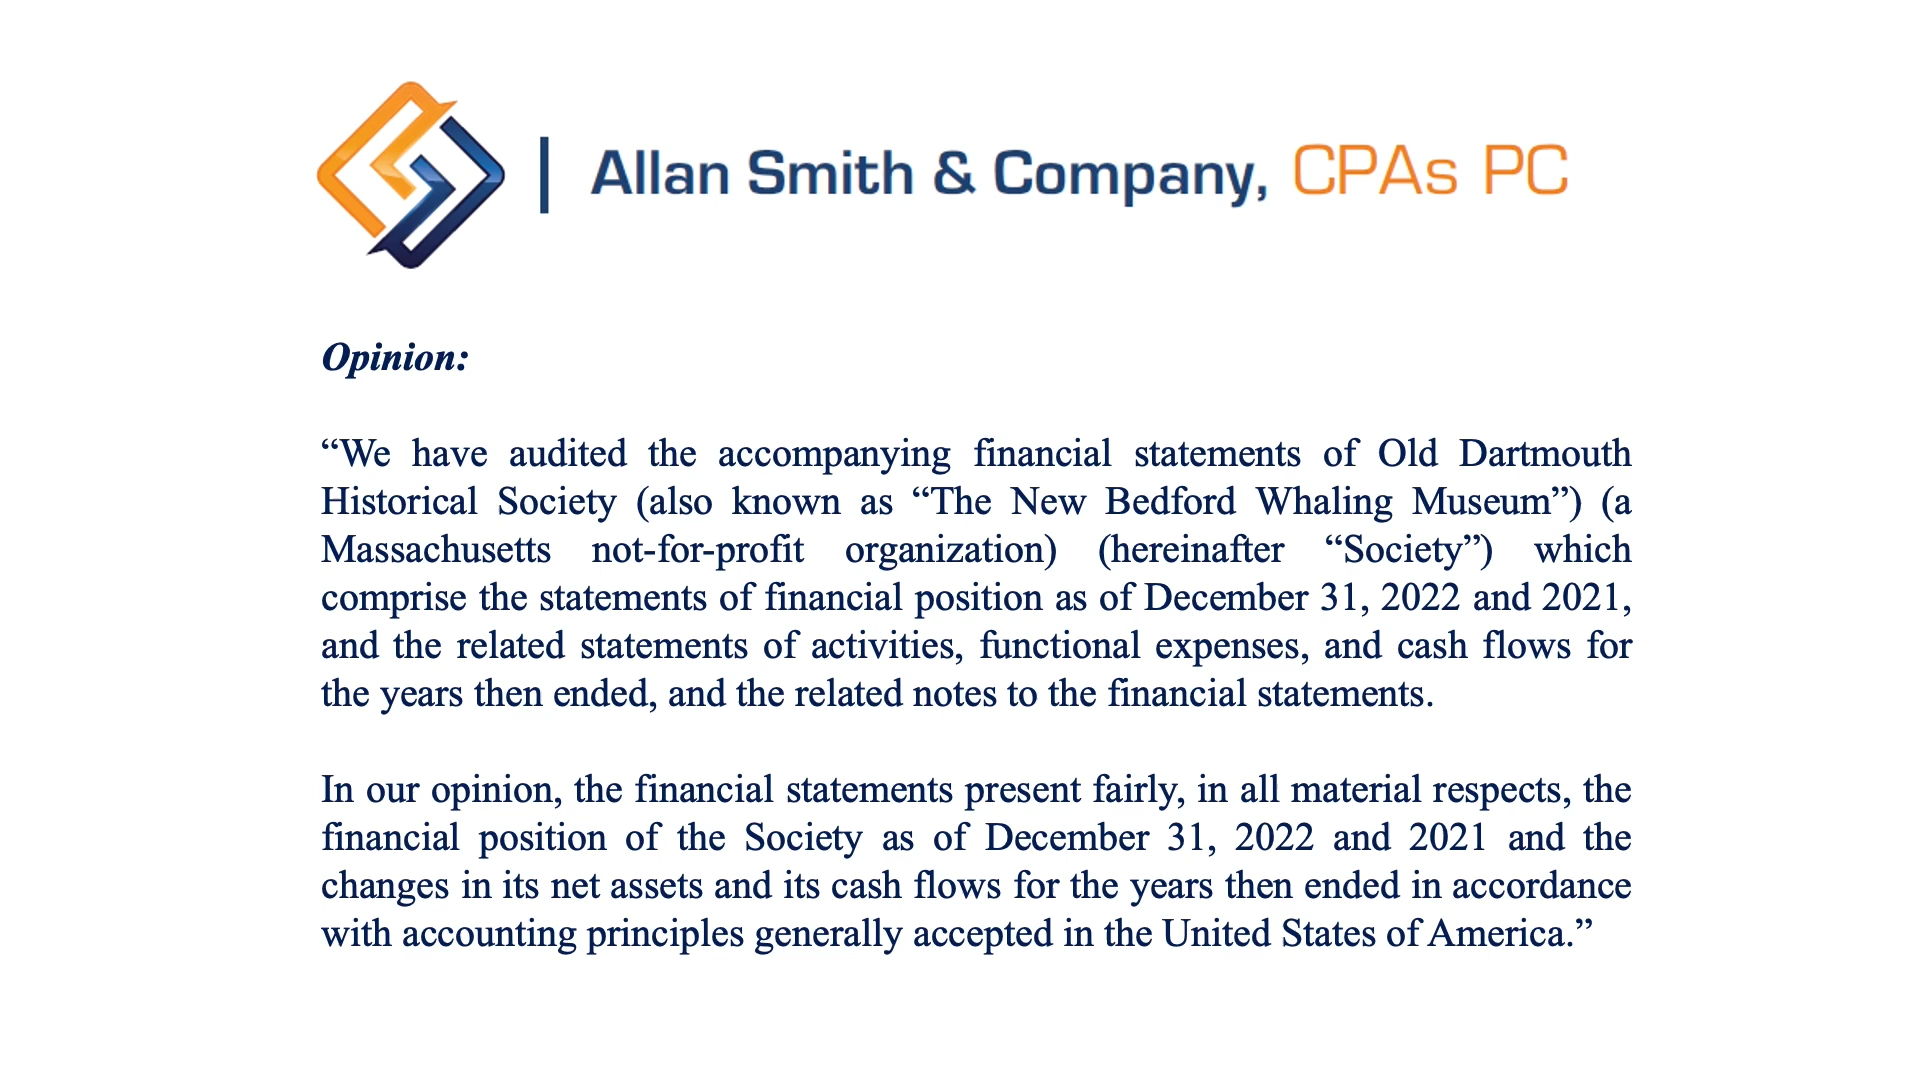 Allan Smith & Company, CPAs PC
Opinion:
“We have audited the accompanying financial statements of Old Dartmouth
Historical Society (also known as “The New Bedford Whaling Museum”) (a
Massachusetts not-for-profit organization) (hereinafter “Society”) which
comprise the statements of financial position as of December 31, 2022 and 2021,
and the related statements of activities, functional expenses, and cash flows for
the years then ended, and the related notes to the financial statements.
In our opinion, the financial statements present fairly, in all material respects, the
financial position of the Society as of December 31, 2022 and 2021 and the
changes in its net assets and its cash flows for the years then ended in accordance
with accounting principles generally accepted in the United States of America.”